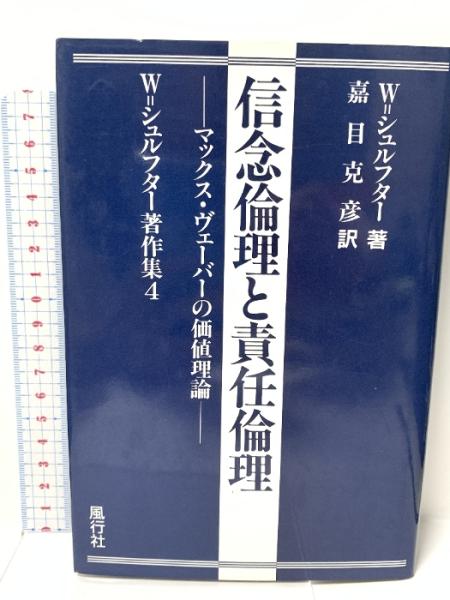 W=シュルフター 著
嘉目克彦 訳
信念倫理と責任倫理
――マックス・ヴェーバーの価値理論――
W=シュルフター著作集4
風行社